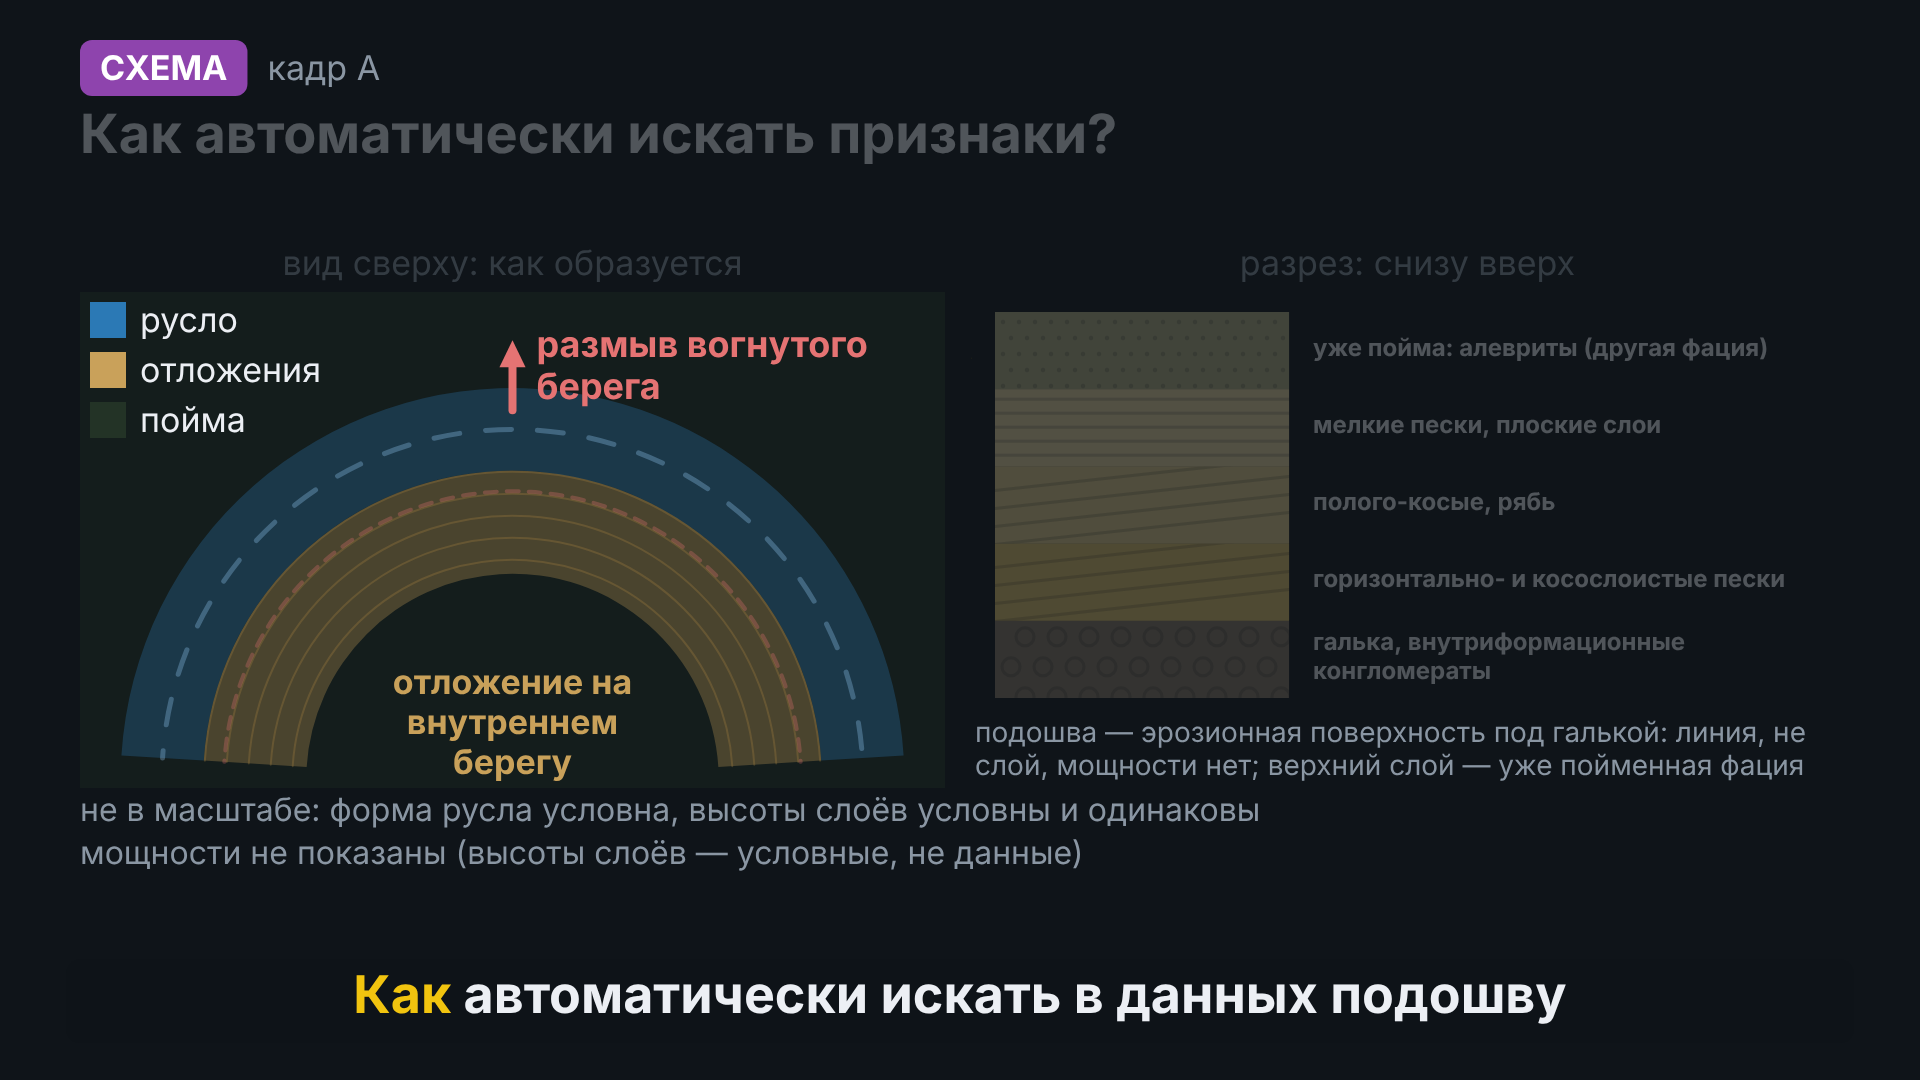 СХЕМА кадр А
Как автоматически искать признаки?
вид сверху: как образуется
русло
отложения
пойма
размыв вогнутого
берега
отложение на
внутреннем
берегу
разрез: снизу вверх
уже пойма: алевриты (другая фация)
мелкие пески, плоские слои
полого-косые, рябь
горизонтально- и косослоистые пески
галька, внутриформационные
конгломераты
подошва — эрозионная поверхность под галькой: линия, не
слой, мощности нет; верхний слой — уже пойменная фация
не в масштабе: форма русла условна, высоты слоёв условны и одинаковы
мощности не показаны (высоты слоёв — условные, не данные)
Как автоматически искать в данных подошву